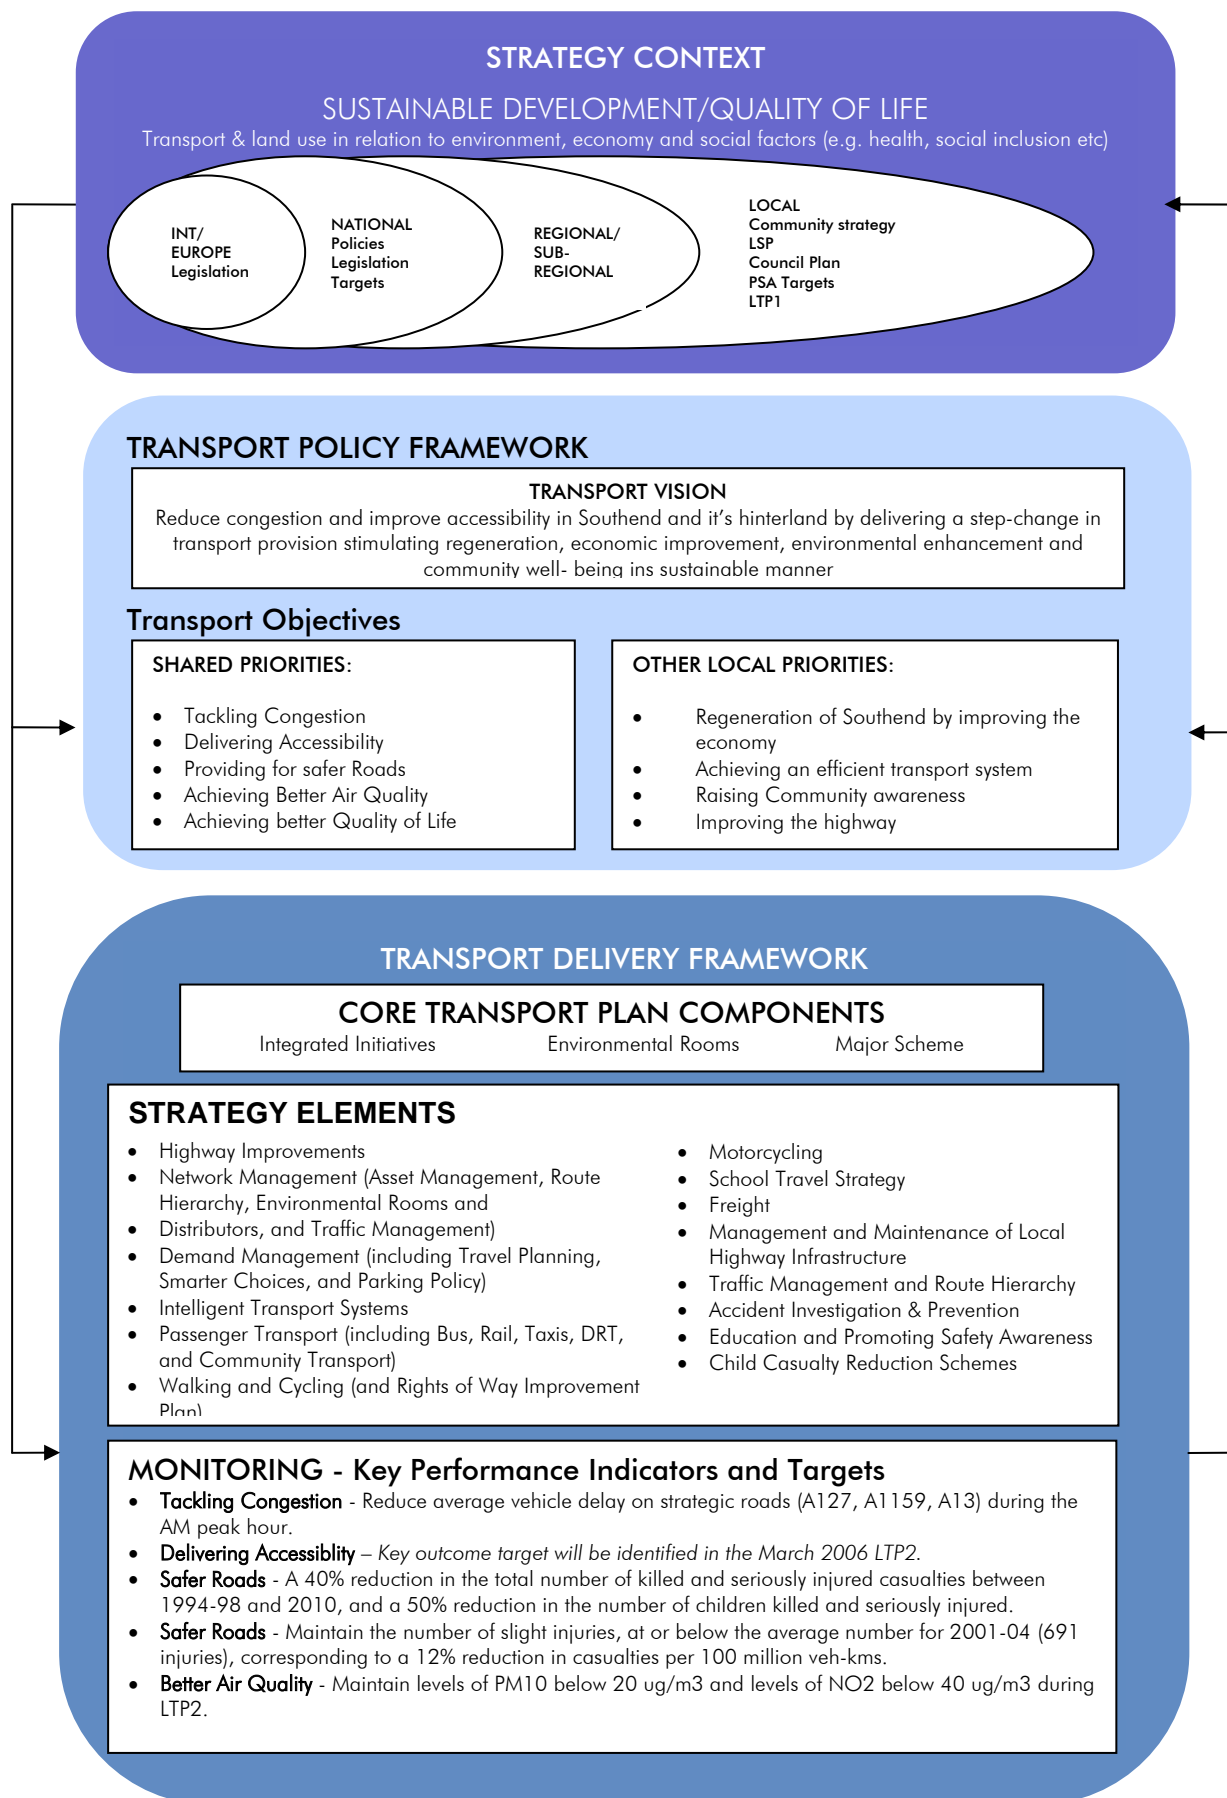 STRATEGY CONTEXT
SUSTAINABLE DEVELOPMENT/QUALITY OF LIFE
Transport & land use in relation to environment, economy and social factors (e.g. health, social inclusion etc)
INT/
EUROPE
Legislation
NATIONAL
Policies
Legislation
Targets
REGIONAL/
SUB-
REGIONAL
LOCAL
Community strategy
LSP
Council Plan
PSA Targets
LTP1
TRANSPORT POLICY FRAMEWORK
TRANSPORT VISION
Reduce congestion and improve accessibility in Southend and it's hinterland by delivering a step-change in
transport provision stimulating regeneration, economic improvement, environmental enhancement and
community well- being ins sustainable manner
Transport Objectives
SHARED PRIORITIES:
• Tackling Congestion
• Delivering Accessibility
• Providing for safer Roads
• Achieving Better Air Quality
• Achieving better Quality of Life
OTHER LOCAL PRIORITIES:
• Regeneration of Southend by improving the
economy
• Achieving an efficient transport system
• Raising Community awareness
• Improving the highway
TRANSPORT DELIVERY FRAMEWORK
CORE TRANSPORT PLAN COMPONENTS
Integrated Initiatives Environmental Rooms Major Scheme
STRATEGY ELEMENTS
• Highway Improvements
• Network Management (Asset Management, Route
Hierarchy, Environmental Rooms and
• Distributors, and Traffic Management)
• Demand Management (including Travel Planning,
Smarter Choices, and Parking Policy)
• Intelligent Transport Systems
• Passenger Transport (including Bus, Rail, Taxis, DRT,
and Community Transport)
• Walking and Cycling (and Rights of Way Improvement
Plan)
• Motorcycling
• School Travel Strategy
• Freight
• Management and Maintenance of Local
Highway Infrastructure
• Traffic Management and Route Hierarchy
• Accident Investigation & Prevention
• Education and Promoting Safety Awareness
• Child Casualty Reduction Schemes
MONITORING - Key Performance Indicators and Targets
• Tackling Congestion - Reduce average vehicle delay on strategic roads (A127, A1159, A13) during the
AM peak hour.
• Delivering Accessiblity – Key outcome target will be identified in the March 2006 LTP2.
• Safer Roads - A 40% reduction in the total number of killed and seriously injured casualties between
1994-98 and 2010, and a 50% reduction in the number of children killed and seriously injured.
• Safer Roads - Maintain the number of slight injuries, at or below the average number for 2001-04 (691
injuries), corresponding to a 12% reduction in casualties per 100 million veh-kms.
• Better Air Quality - Maintain levels of PM10 below 20 ug/m3 and levels of NO2 below 40 ug/m3 during
LTP2.